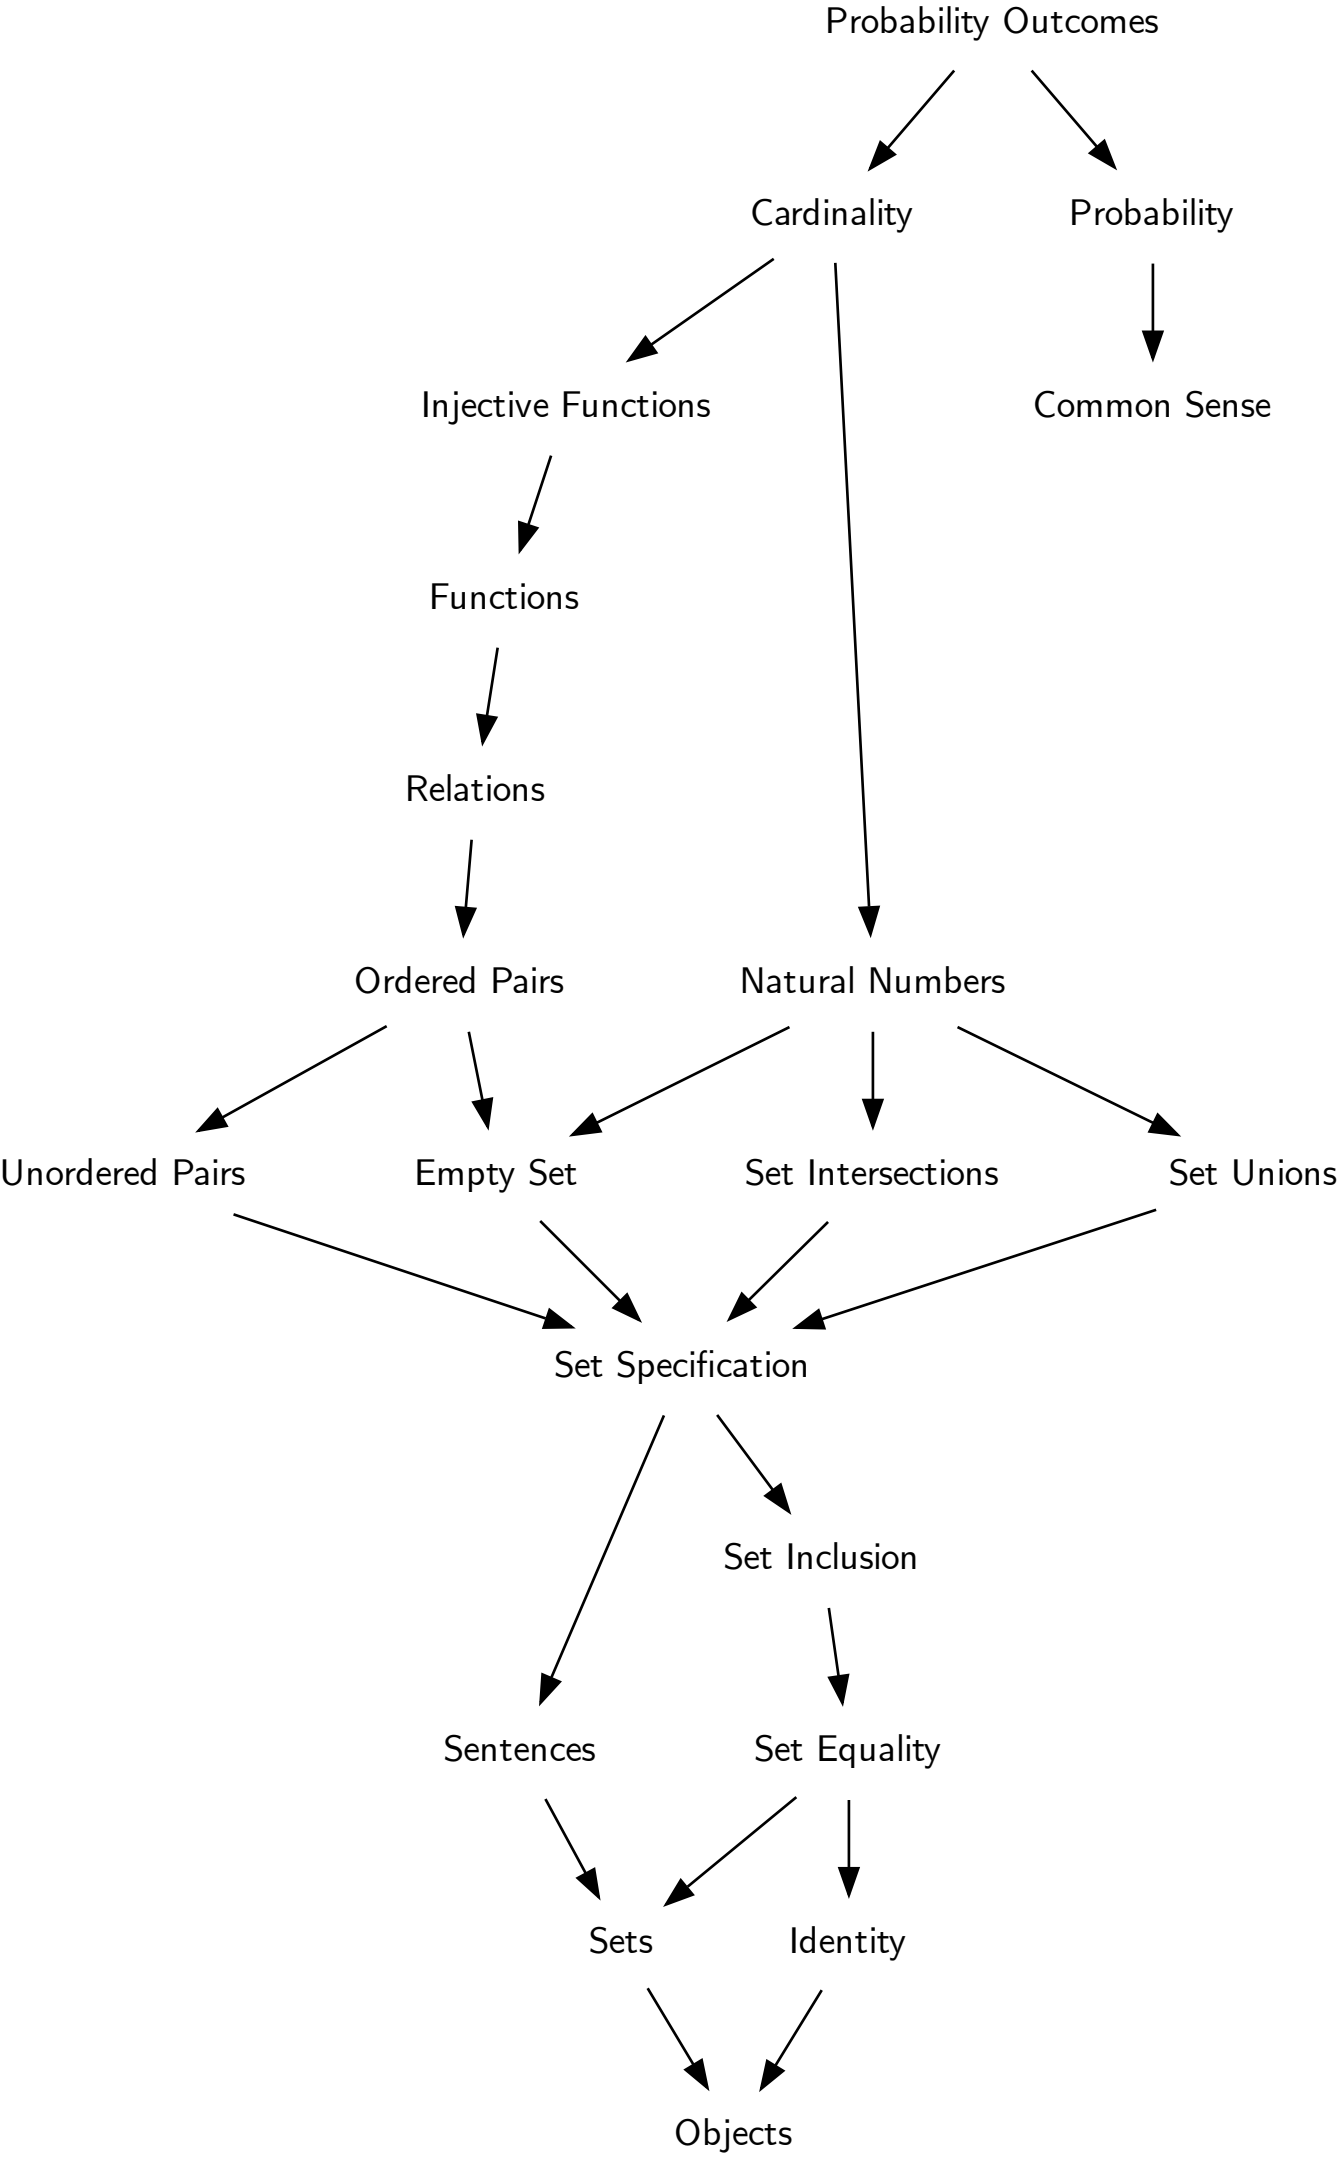 Probability Outcomes
Cardinality
Probability
Injective Functions
Common Sense
Functions
Relations
Ordered Pairs
Natural Numbers
Unordered Pairs
Empty Set
Set Intersections
Set Unions
Set Specification
Set Inclusion
Sentences
Set Equality
Sets
Identity
Objects